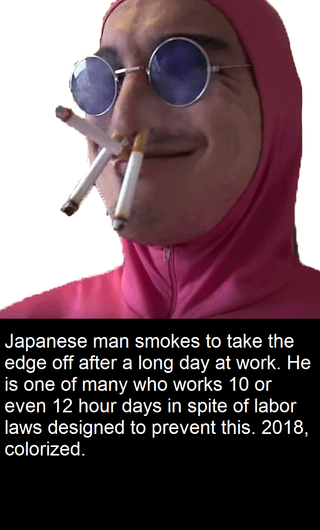 Japanese man smokes to take the
edge off after a long day at work. He
is one of many who works 10 or
even 12 hour days in spite of labor
laws designed to prevent this. 2018,
colorized.